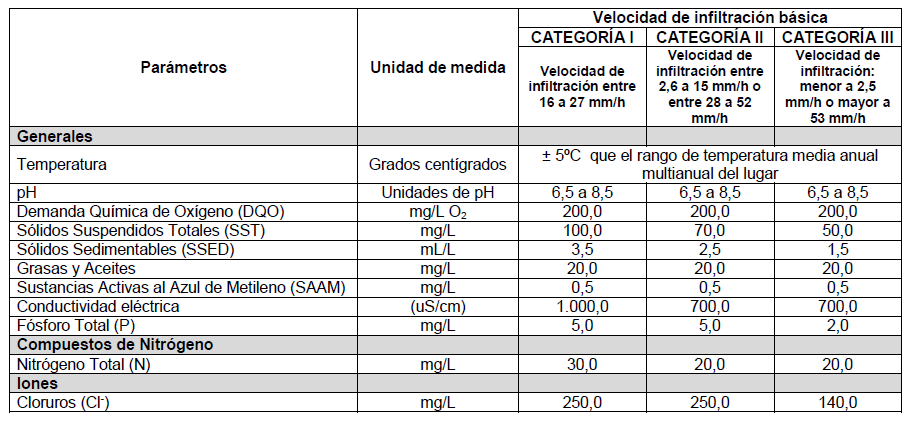 Parámetros
Unidad de medida
Velocidad de infiltración básica
CATEGORÍA I
CATEGORÍA II
CATEGORÍA III
Velocidad de
infiltración entre
16 a 27 mm/h
Velocidad de
infiltración entre
2,6 a 15 mm/h o
entre 28 a 52
mm/h
Velocidad de
infiltración:
menor a 2,5
mm/h o mayor a
53 mm/h
Generales
Temperatura
Grados centígrados
± 5ºC que el rango de temperatura media anual
multianual del lugar
pH Unidades de pH 6,5 a 8,5 6,5 a 8,5 6,5 a 8,5
Demanda Química de Oxígeno (DQO) mg/L O₂ 200,0 200,0 200,0
Sólidos Suspendidos Totales (SST) mg/L 100,0 70,0 50,0
Sólidos Sedimentables (SSED) mL/L 3,5 2,5 1,5
Grasas y Aceites mg/L 20,0 20,0 20,0
Sustancias Activas al Azul de Metileno (SAAM) mg/L 0,5 0,5 0,5
Conductividad eléctrica (uS/cm) 1.000,0 700,0 700,0
Fósforo Total (P) mg/L 5,0 5,0 2,0
Compuestos de Nitrógeno
Nitrógeno Total (N) mg/L 30,0 20,0 20,0
Iones
Cloruros (Cl⁻) mg/L 250,0 250,0 140,0